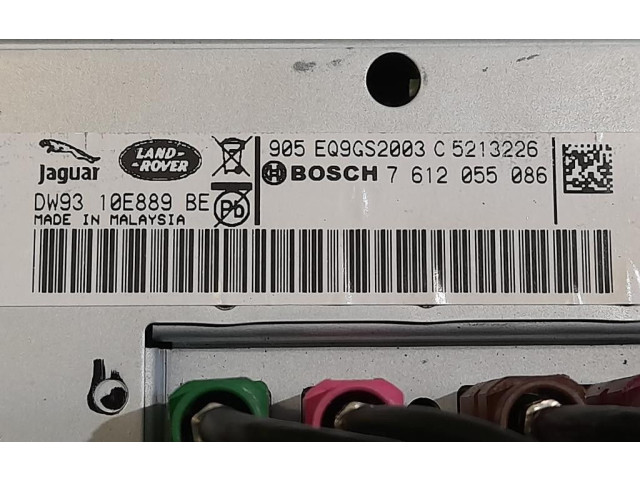 Jaguar
LAND-
ROVER
905 EQ9GS2003 C 5213226
BOSCH 7 612 055 086
DW93 10E889 BE
Pb
MADE IN MALAYSIA